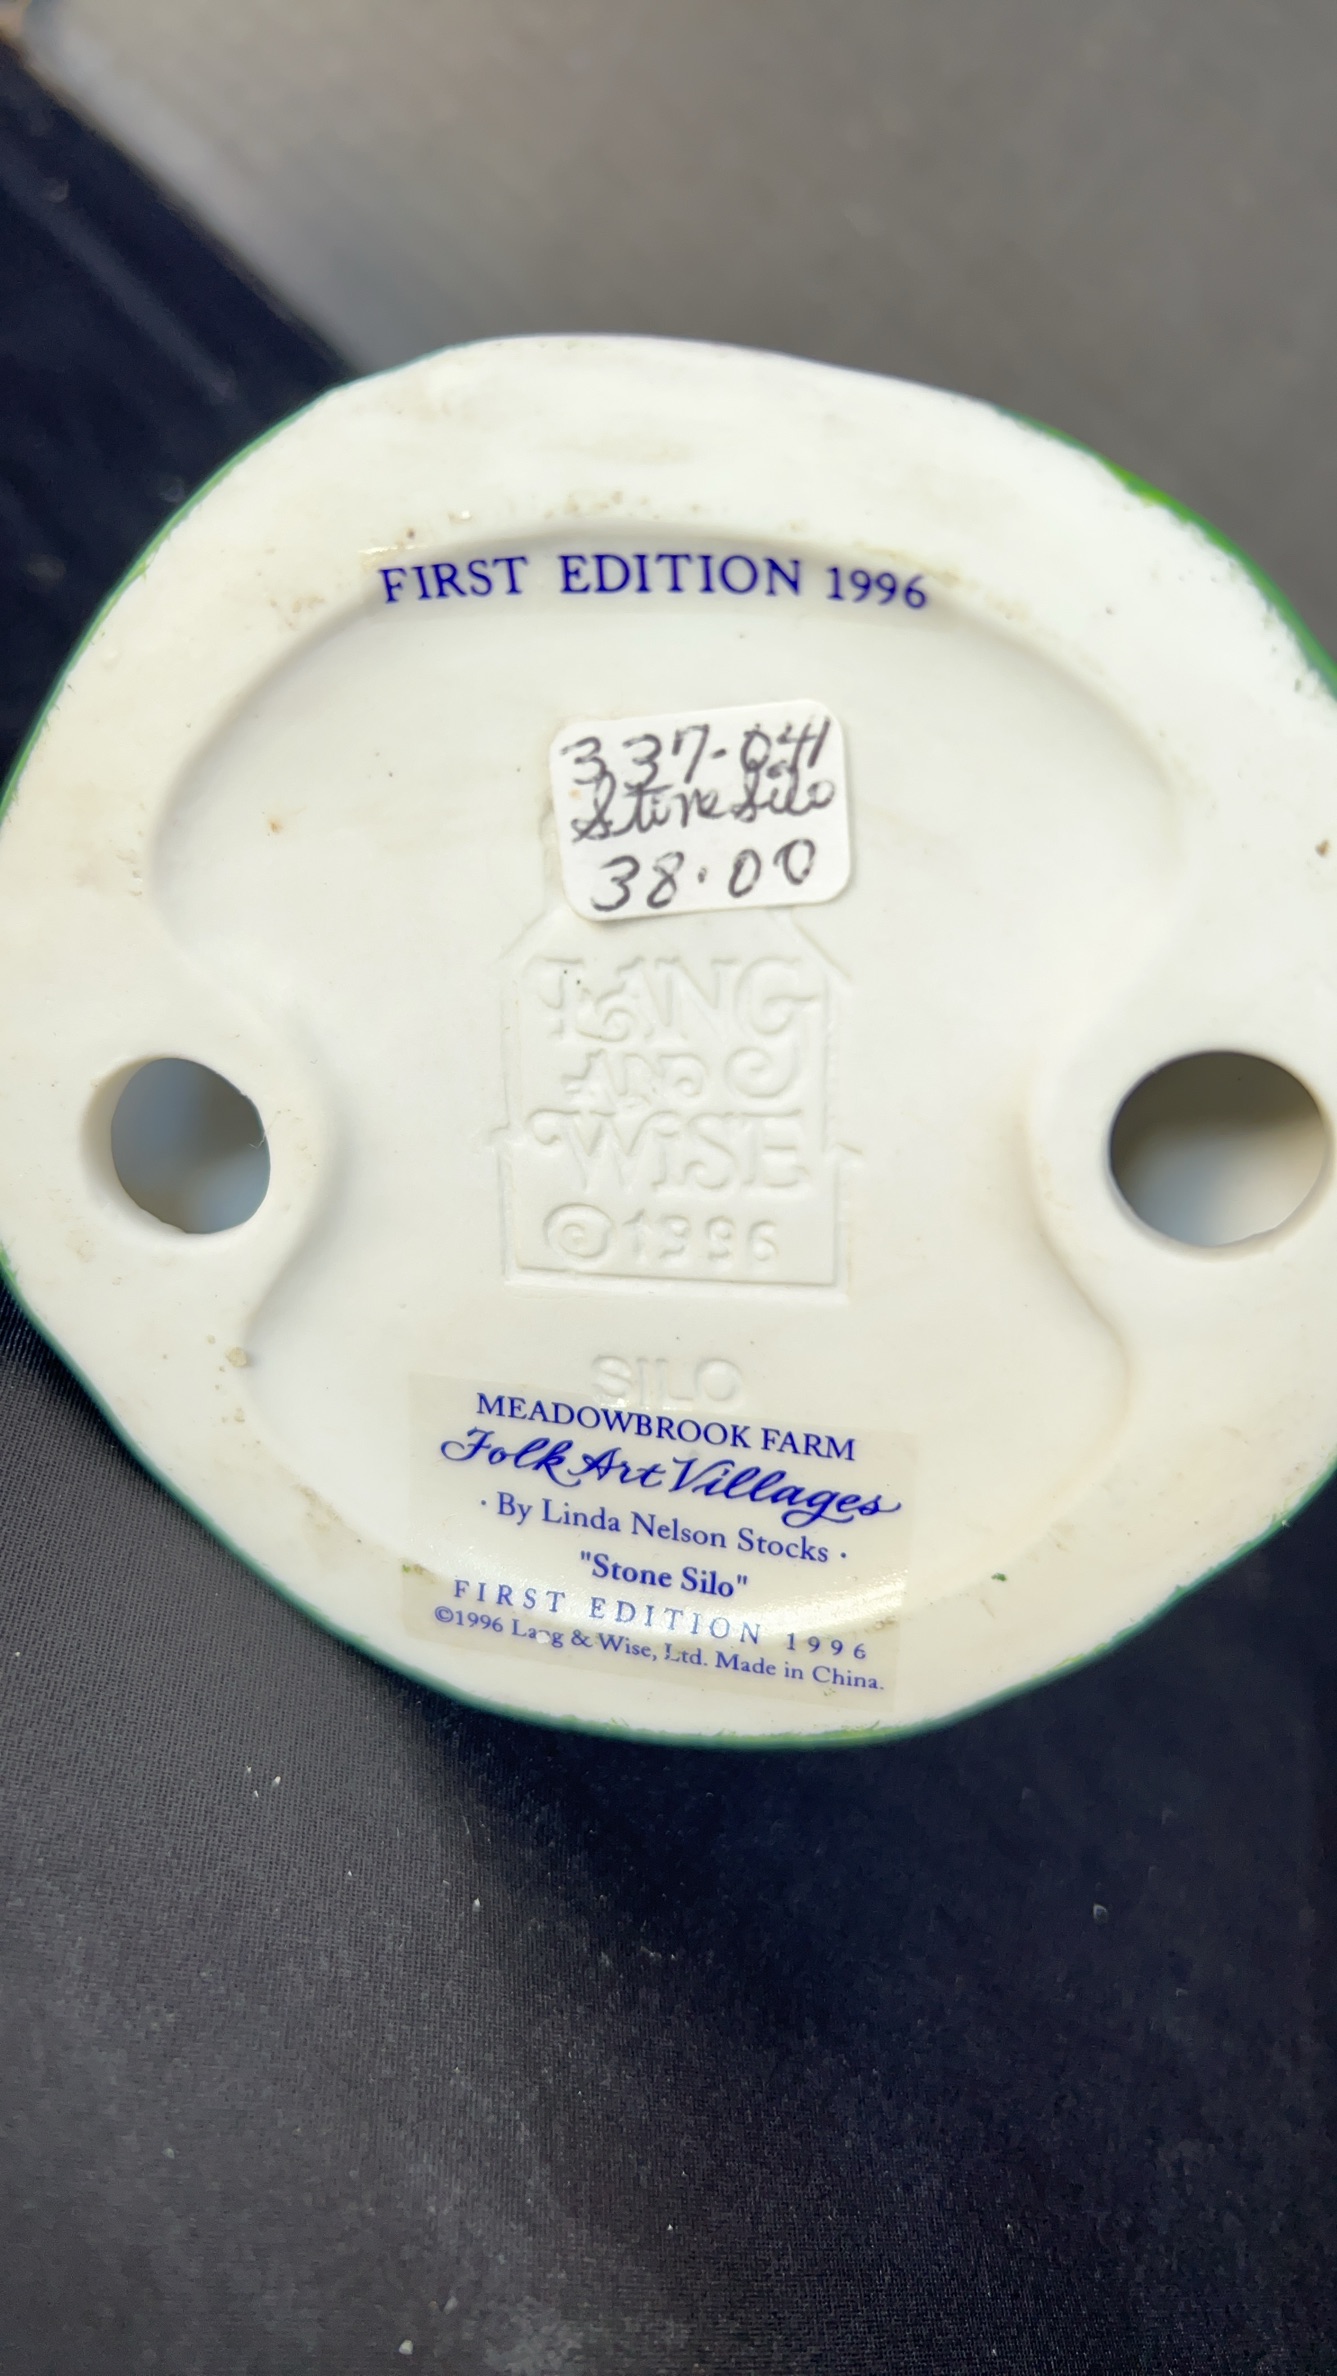 FIRST EDITION 1996
337-041
Stone Silo
38.00
LANG
AND
WISE
©1996
SILO
MEADOWBROOK FARM
Folk Art Villages
· By Linda Nelson Stocks ·
"Stone Silo"
FIRST EDITION 1996
©1996 Lang & Wise, Ltd. Made in China.